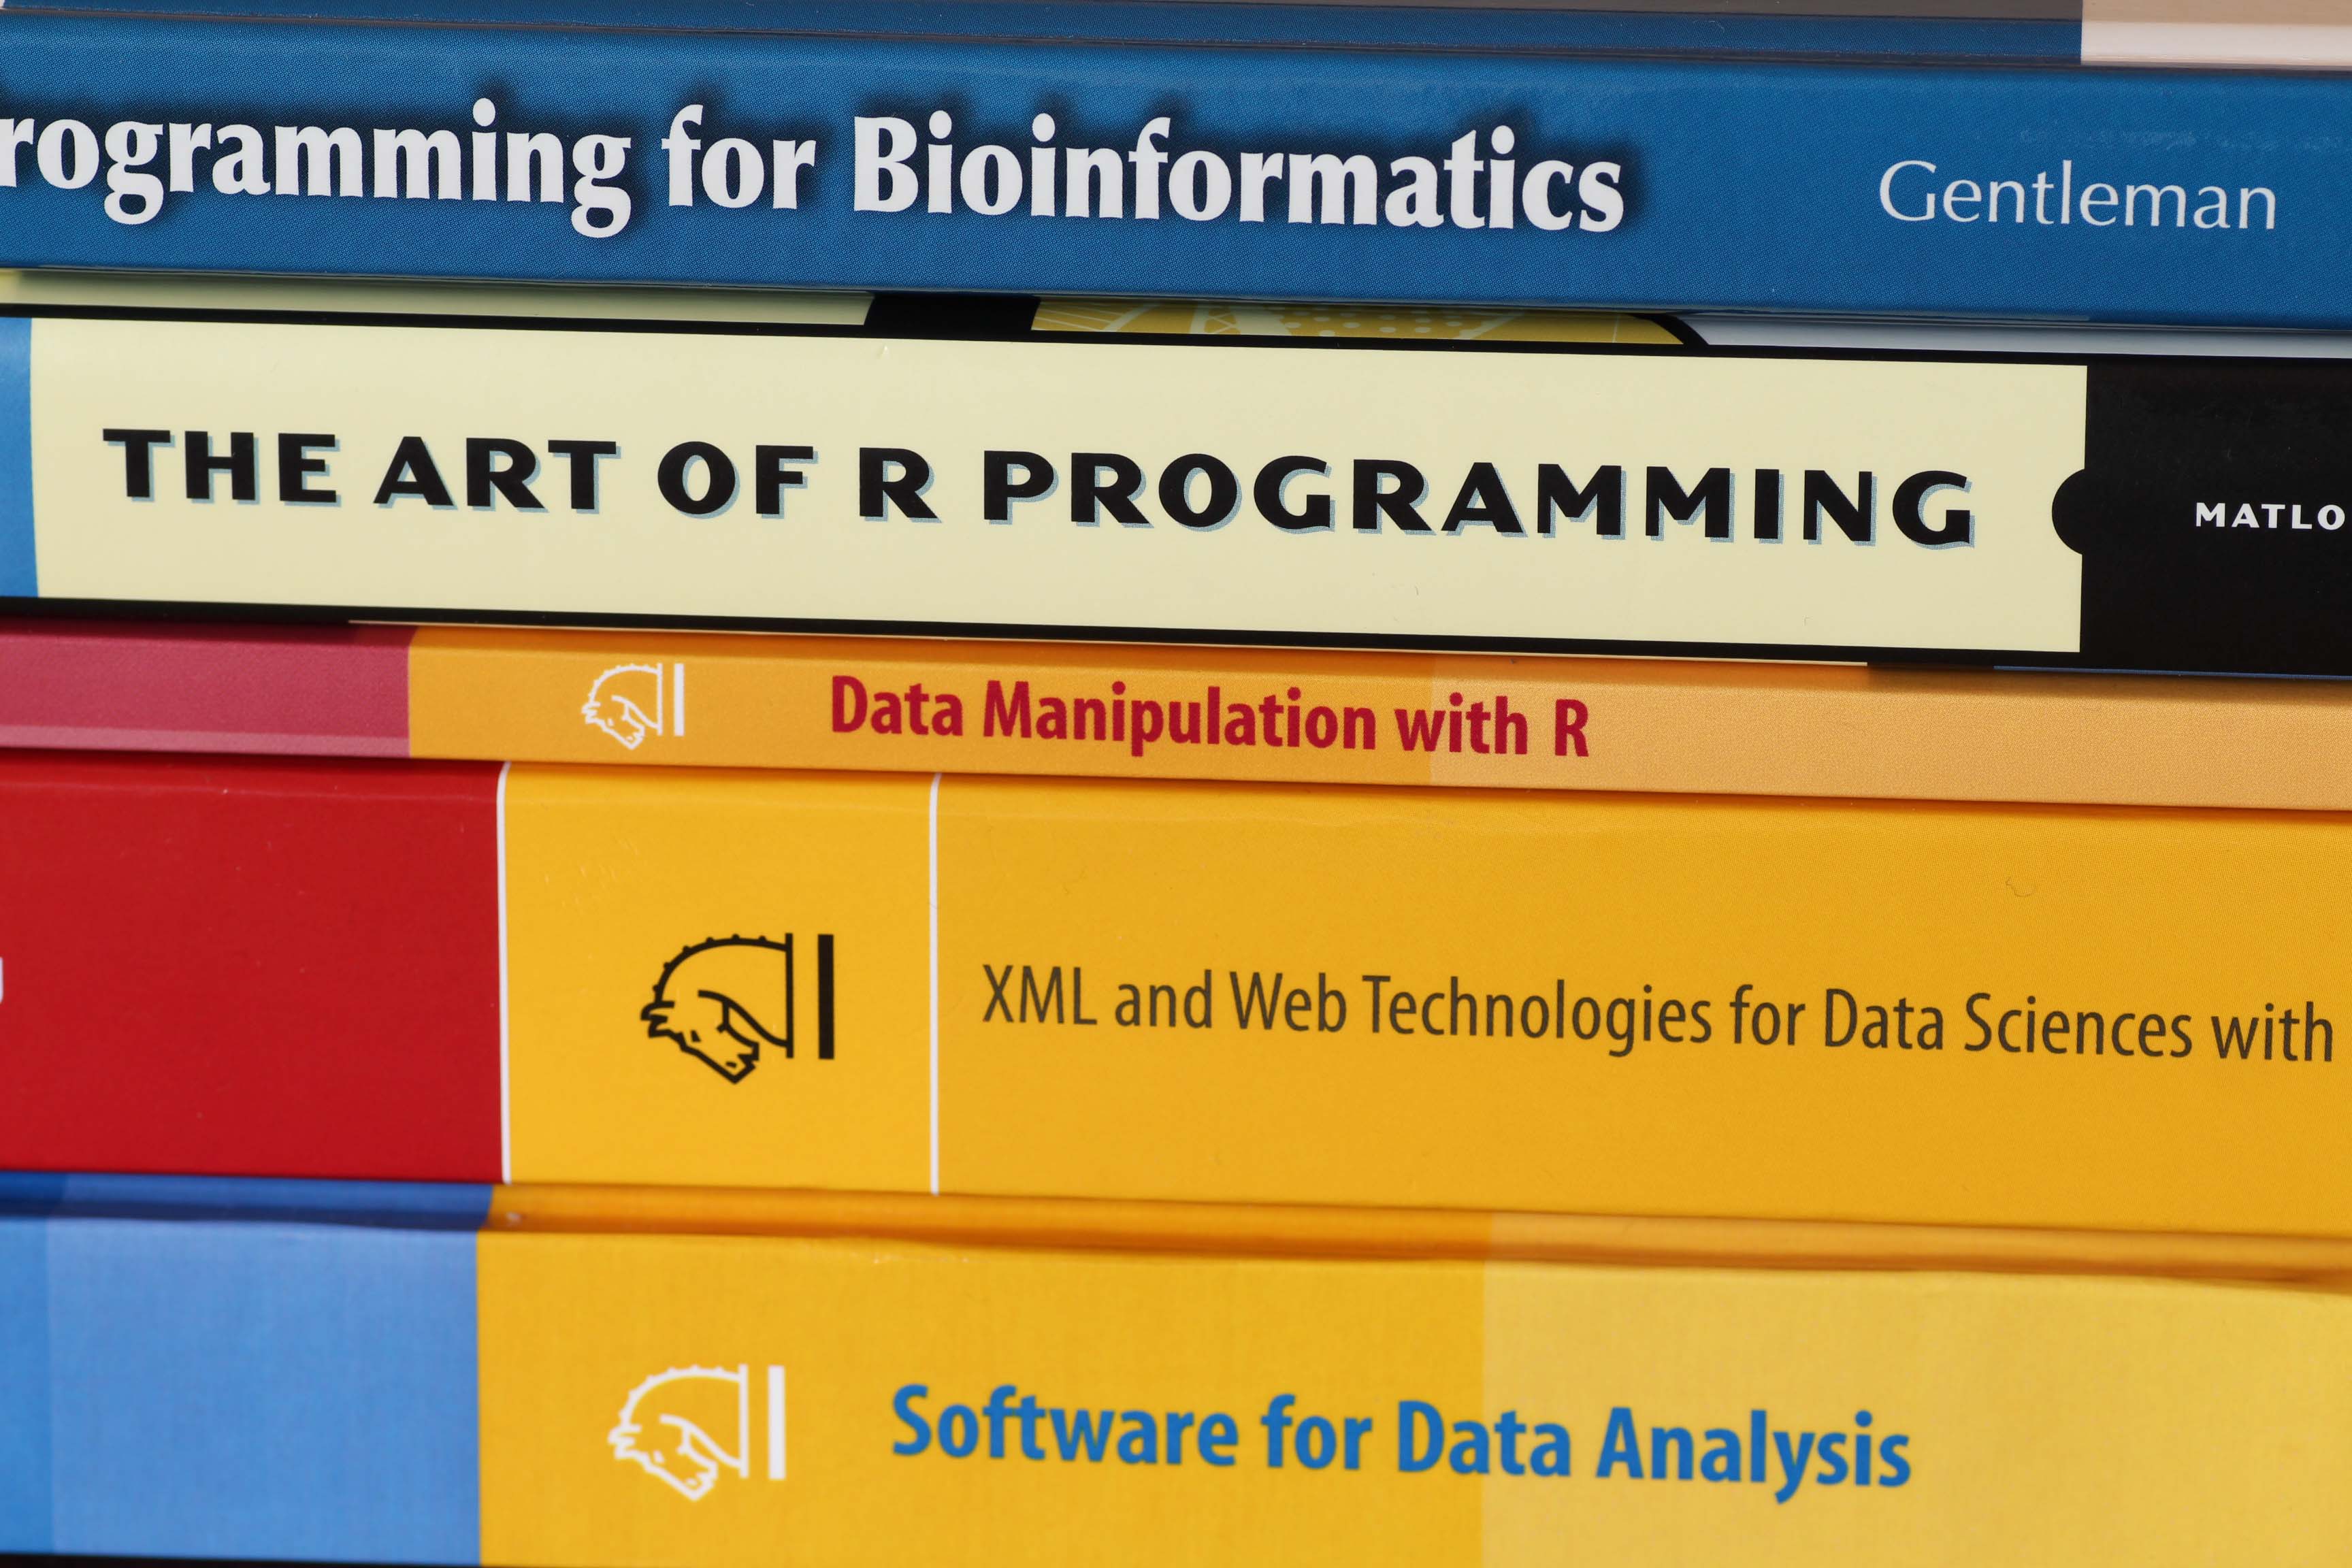 rogramming for Bioinformatics Gentleman
THE ART OF R PROGRAMMING MATLO
Data Manipulation with R
XML and Web Technologies for Data Sciences with
Software for Data Analysis